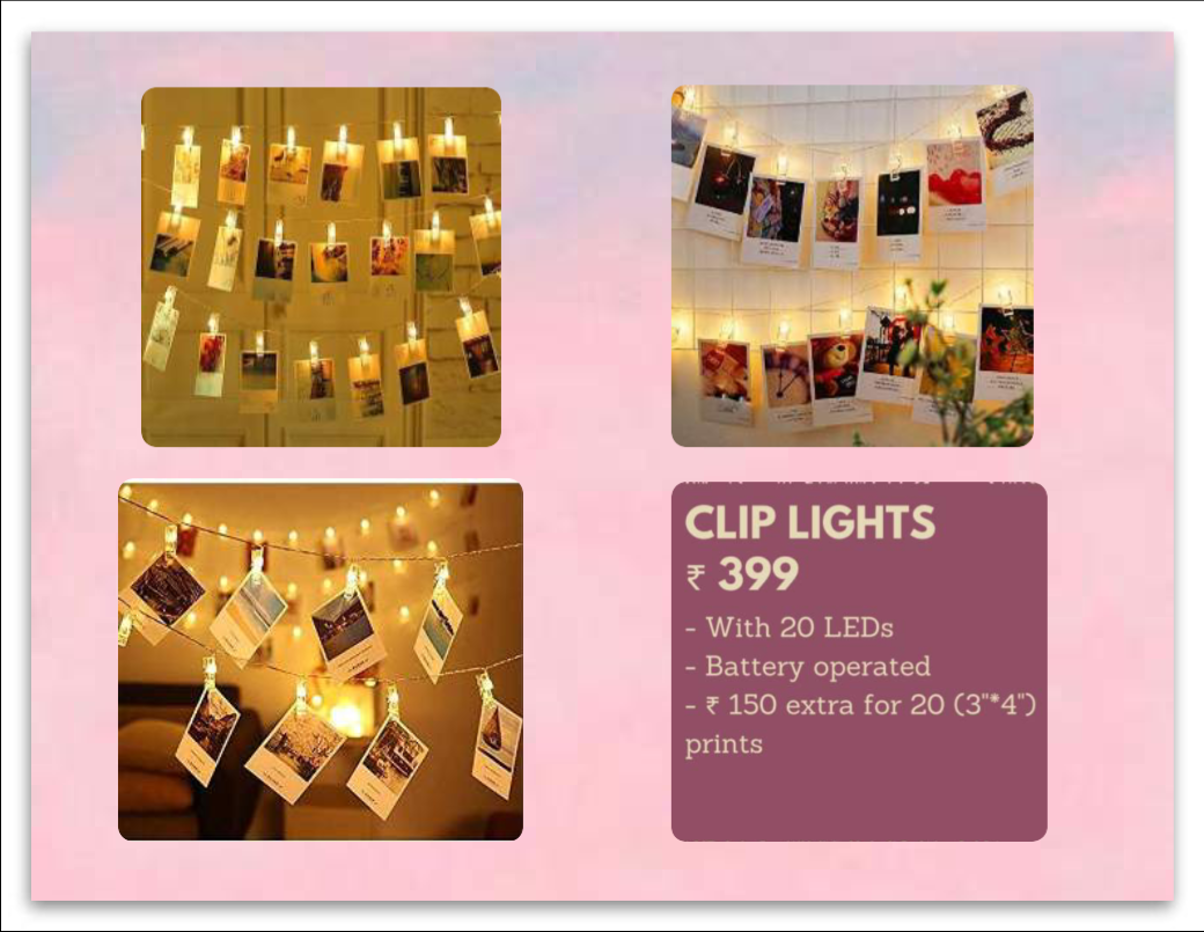 CLIP LIGHTS
₹ 399
- With 20 LEDs
- Battery operated
- ₹ 150 extra for 20 (3"*4")
prints